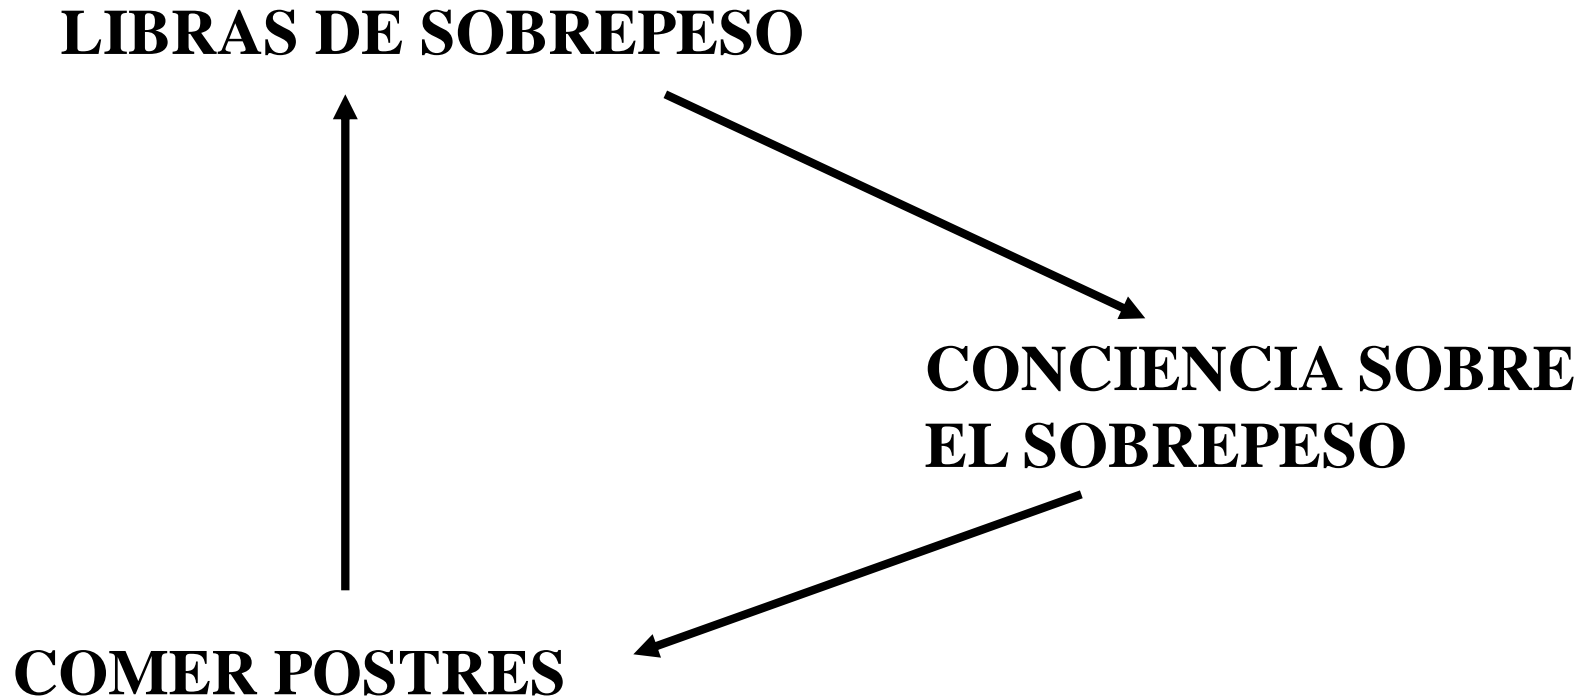 LIBRAS DE SOBREPESO
CONCIENCIA SOBRE
EL SOBREPESO
COMER POSTRES